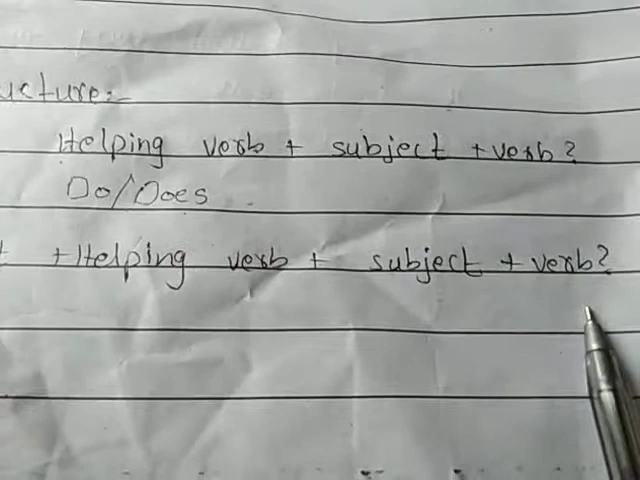 ucture:-
Helping verb + subject + verb?
Do/Does
t + Helping verb + subject + verb?